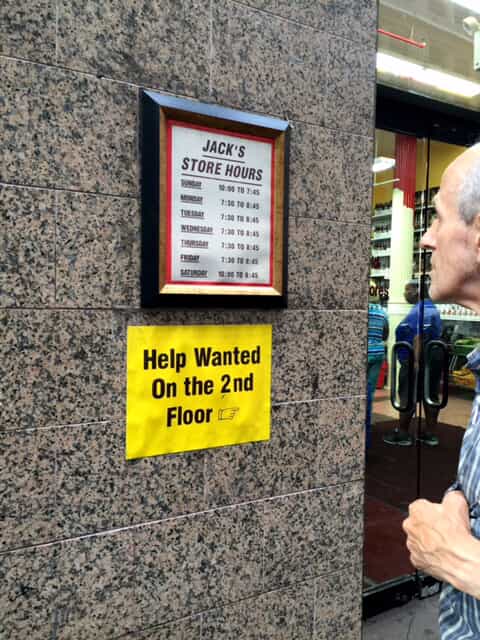 JACK'S
STORE HOURS
SUNDAY 10:00 TO 7:45
MONDAY 7:30 TO 8:45
TUESDAY 7:30 TO 8:45
WEDNESDAY 7:30 TO 8:45
THURSDAY 7:30 TO 8:45
FRIDAY 7:30 TO 8:45
SATURDAY 10:00 TO 8:45
Help Wanted
On the 2nd
Floor